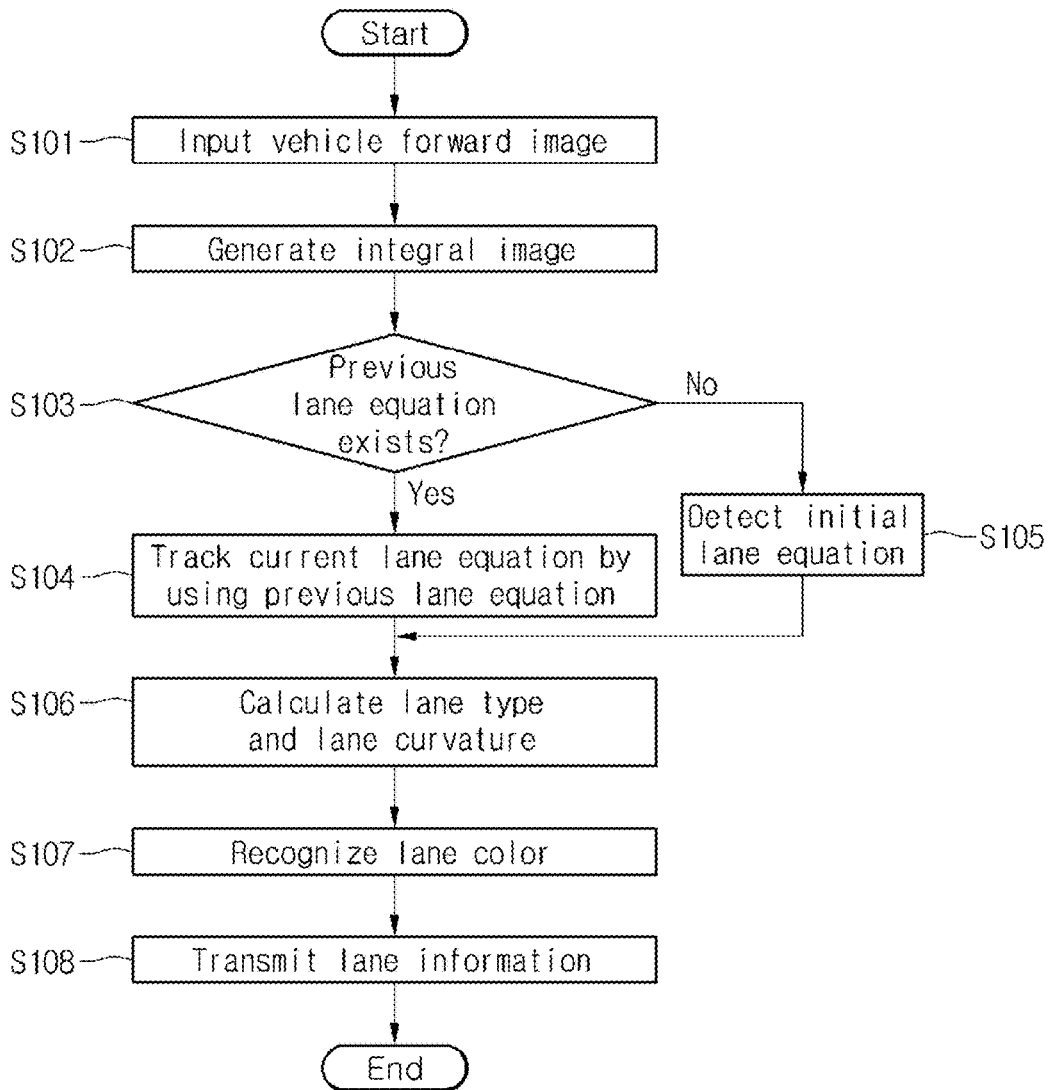 Start
S101
Input vehicle forward image
S102
Generate integral image
S103
Previous
lane equation
exists?
No
Yes
Detect initial
lane equation
S105
S104
Track current lane equation by
using previous lane equation
S106
Calculate lane type
and lane curvature
S107
Recognize lane color
S108
Transmit lane information
End